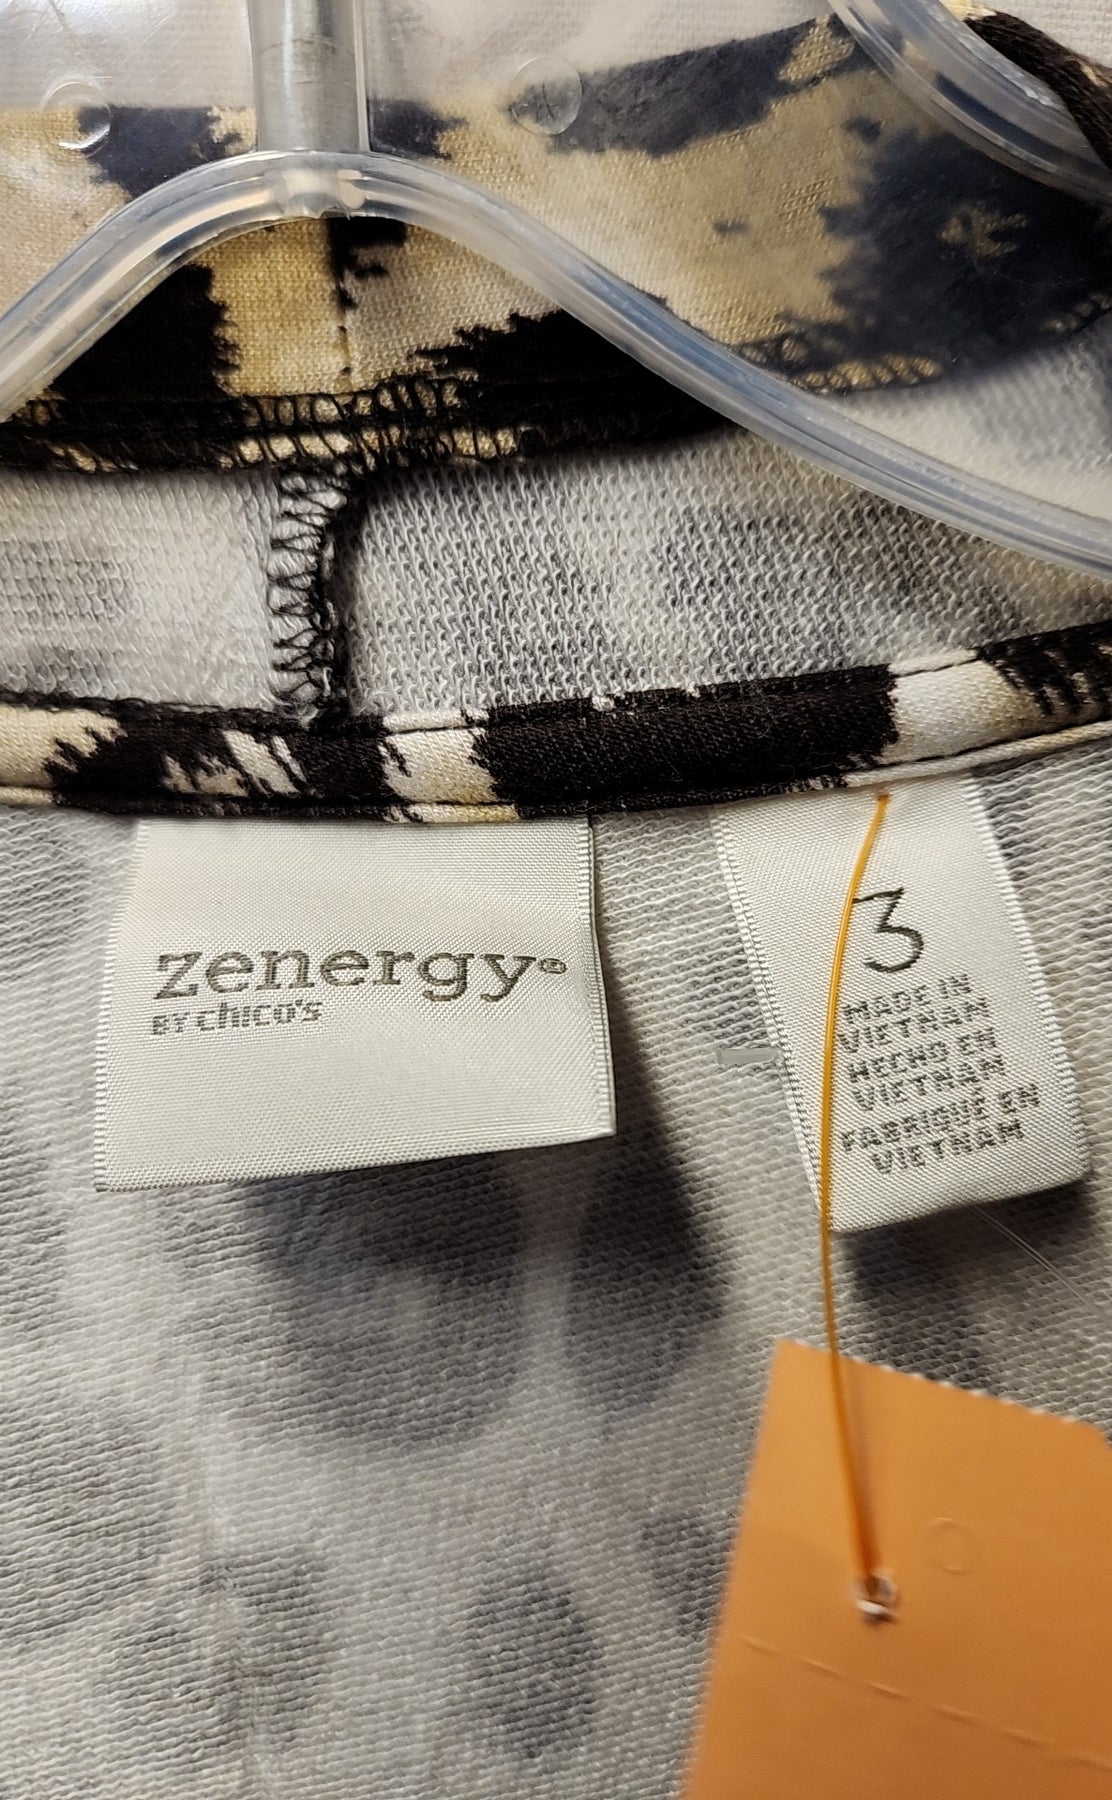 zenergy®
BY chico's
3
MADE IN
VIETNAM
HECHO EN
VIETNAM
FABRIQUÉ EN
VIETNAM